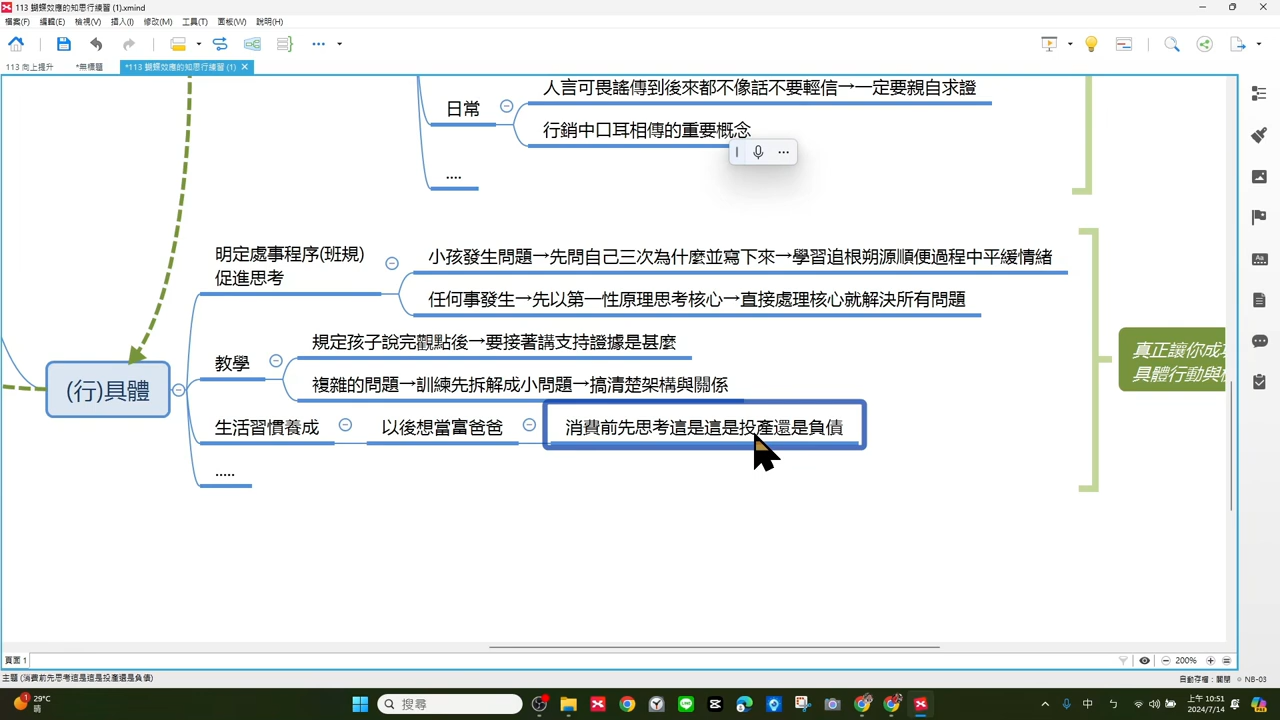 113 蝴蝶效應的知思行練習 (1).xmind
檔案(F) 編輯(E) 檢視(V) 插入(I) 修改(M) 工具(T) 面板(W) 說明(H)
113 向上提升 *無標題 *113 蝴蝶效應的知思行練習 (1)
人言可畏謠傳到後來都不像話不要輕信→一定要親自求證
日常
行銷中口耳相傳的重要概念
....
明定處事程序(班規)
促進思考
小孩發生問題→先問自己三次為什麼並寫下來→學習追根朔源順便過程中平緩情緒
任何事發生→先以第一性原理思考核心→直接處理核心就解決所有問題
真正讓你成
具體行動與
規定孩子說完觀點後→要接著講支持證據是甚麼
教學
複雜的問題→訓練先拆解成小問題→搞清楚架構與關係
(行)具體
生活習慣養成 以後想當富爸爸 消費前先思考這是這是投產還是負債
.....
頁面 1
200%
主題 (消費前先思考這是這是投產還是負債)
自動存檔：關閉 NB-03
29°C
晴
搜尋
中
上午 10:51
2024/7/14